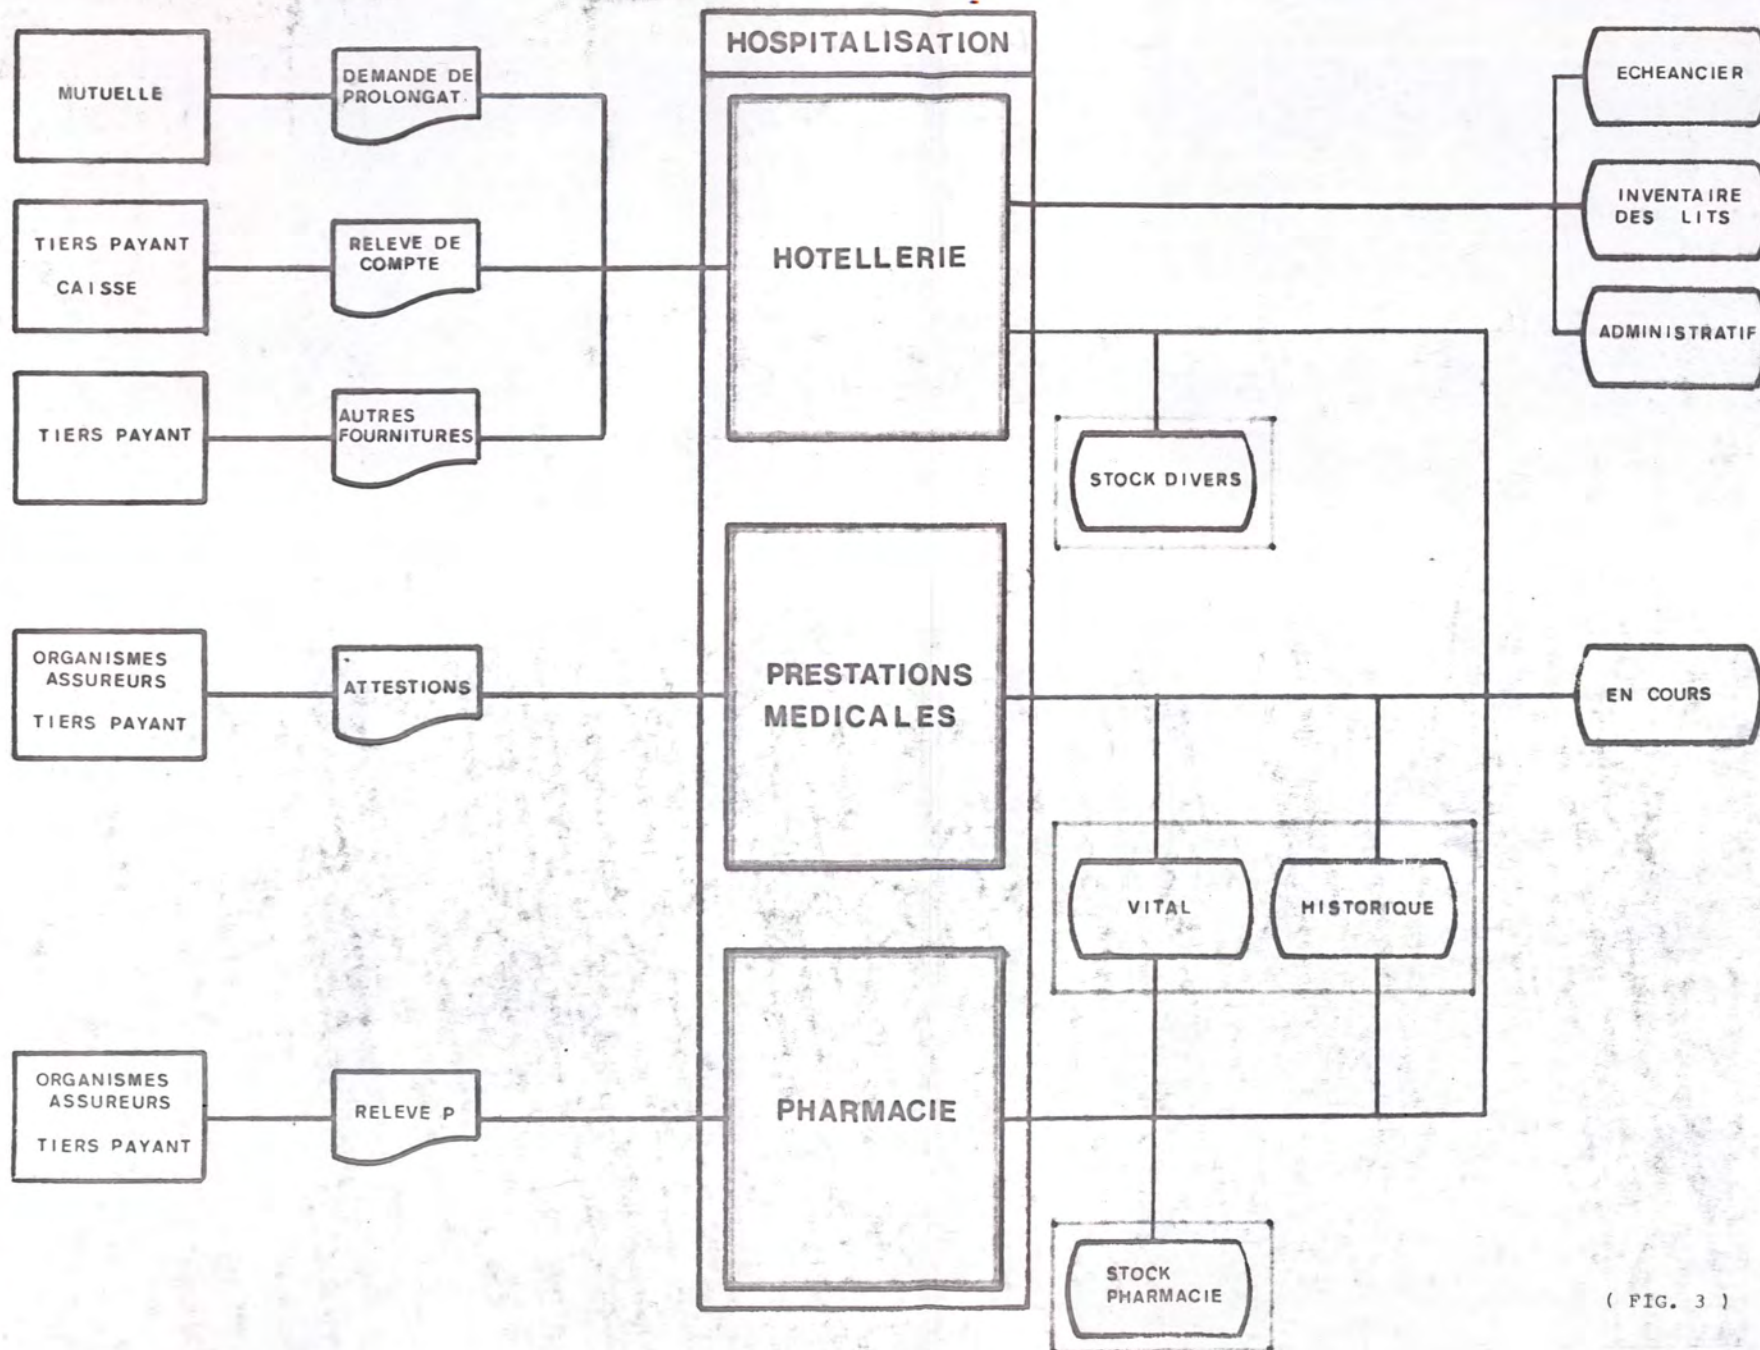 HOSPITALISATION
MUTUELLE
DEMANDE DE
PROLONGAT.
TIERS PAYANT
CAISSE
RELEVE DE
COMPTE
TIERS PAYANT
AUTRES
FOURNITURES
HOTELLERIE
ECHEANCIER
INVENTAIRE
DES LITS
ADMINISTRATIF
STOCK DIVERS
ORGANISMES
ASSUREURS
TIERS PAYANT
ATTESTIONS
PRESTATIONS
MEDICALES
EN COURS
VITAL
HISTORIQUE
ORGANISMES
ASSUREURS
TIERS PAYANT
RELEVE P
PHARMACIE
STOCK
PHARMACIE
( FIG. 3 )